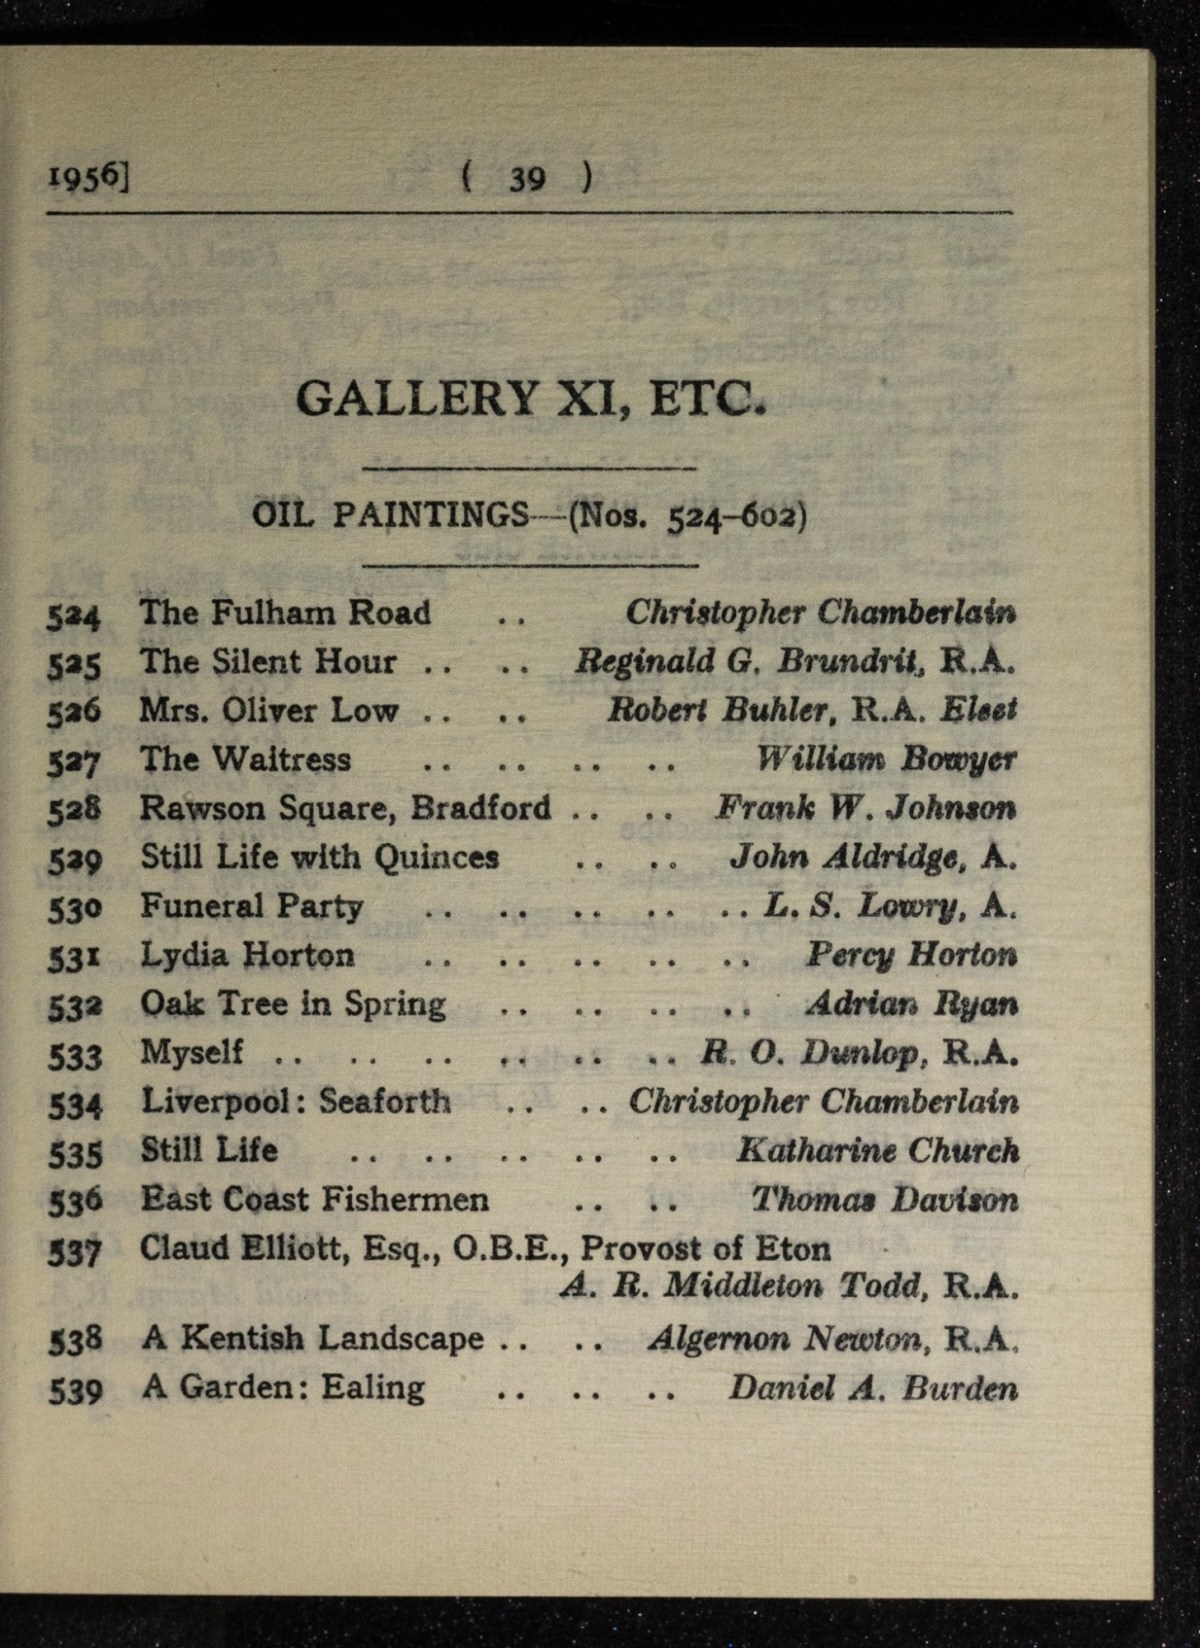 1956] ( 39 )
GALLERY XI, ETC.
OIL PAINTINGS—(Nos. 524–602)
524 The Fulham Road .. Christopher Chamberlain
525 The Silent Hour .. .. Reginald G. Brundrit, R.A.
526 Mrs. Oliver Low .. .. Robert Buhler, R.A. Elect
527 The Waitress .. .. .. .. William Bowyer
528 Rawson Square, Bradford .. .. Frank W. Johnson
529 Still Life with Quinces .. .. John Aldridge, A.
530 Funeral Party .. .. .. .. .. L. S. Lowry, A.
531 Lydia Horton .. .. .. .. .. Percy Horton
532 Oak Tree in Spring .. .. .. .. Adrian Ryan
533 Myself .. .. .. .. .. .. R. O. Dunlop, R.A.
534 Liverpool: Seaforth .. .. Christopher Chamberlain
535 Still Life .. .. .. .. .. Katharine Church
536 East Coast Fishermen .. .. Thomas Davison
537 Claud Elliott, Esq., O.B.E., Provost of Eton
A. R. Middleton Todd, R.A.
538 A Kentish Landscape .. .. Algernon Newton, R.A.
539 A Garden: Ealing .. .. .. Daniel A. Burden